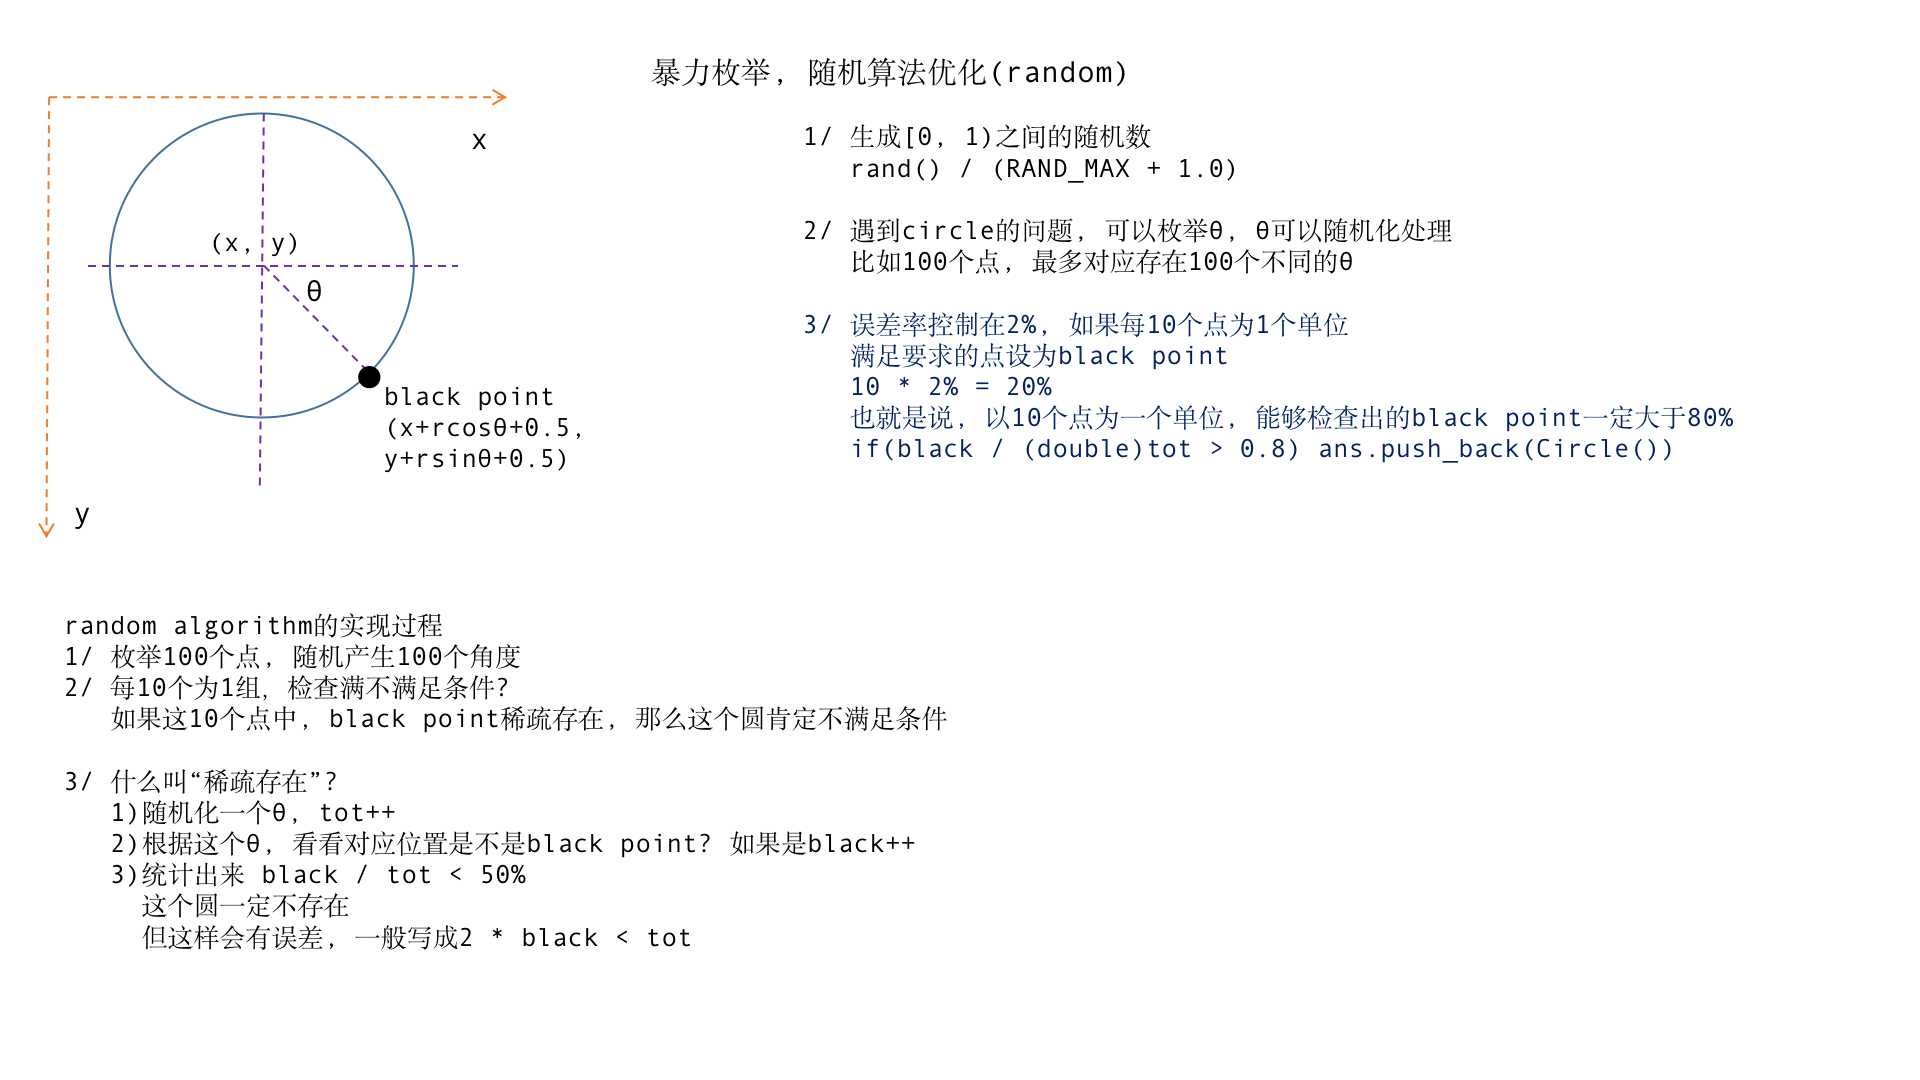 暴力枚举, 随机算法优化(random)
x
(x, y)
θ
black point
(x+rcosθ+0.5,
y+rsinθ+0.5)
y
1/ 生成[0, 1)之间的随机数
rand() / (RAND_MAX + 1.0)
2/ 遇到circle的问题, 可以枚举θ, θ可以随机化处理
比如100个点, 最多对应存在100个不同的θ
3/ 误差率控制在2%, 如果每10个点为1个单位
满足要求的点设为black point
10 * 2% = 20%
也就是说, 以10个点为一个单位, 能够检查出的black point一定大于80%
if(black / (double)tot > 0.8) ans.push_back(Circle())
random algorithm的实现过程
1/ 枚举100个点, 随机产生100个角度
2/ 每10个为1组, 检查满不满足条件?
如果这10个点中, black point稀疏存在, 那么这个圆肯定不满足条件
3/ 什么叫“稀疏存在”?
1)随机化一个θ, tot++
2)根据这个θ, 看看对应位置是不是black point? 如果是black++
3)统计出来 black / tot < 50%
这个圆一定不存在
但这样会有误差, 一般写成2 * black < tot